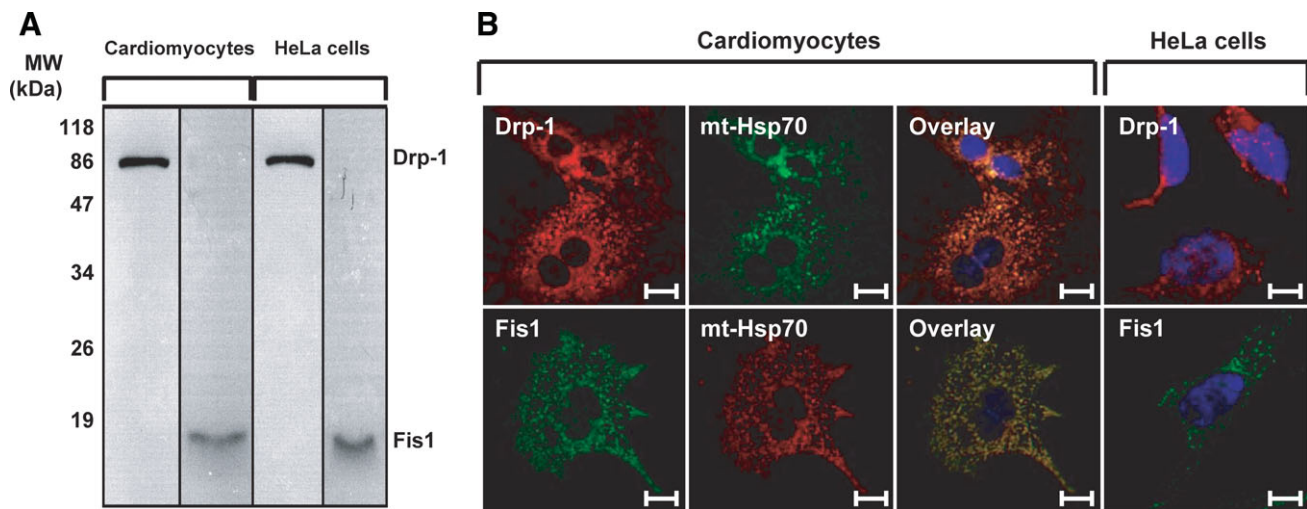 A
Cardiomyocytes HeLa cells
MW
(kDa)
118
86
47
34
26
19
Drp-1
Fis1
B
Cardiomyocytes HeLa cells
Drp-1 mt-Hsp70 Overlay Drp-1
Fis1 mt-Hsp70 Overlay Fis1